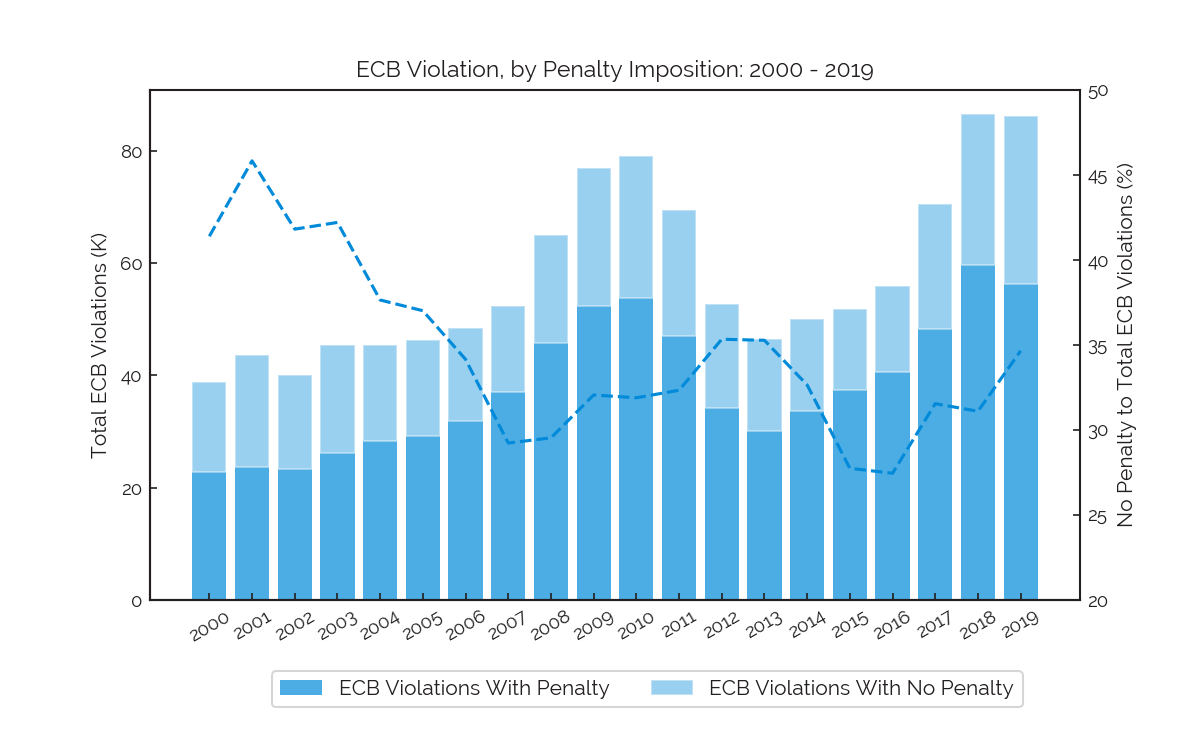 ECB Violation, by Penalty Imposition: 2000 - 2019
Total ECB Violations (K)
80
60
40
20
0
50
45
40
35
30
25
20
No Penalty to Total ECB Violations (%)
2000 2001 2002 2003 2004 2005 2006 2007 2008 2009 2010 2011 2012 2013 2014 2015 2016 2017 2018 2019
ECB Violations With Penalty ECB Violations With No Penalty